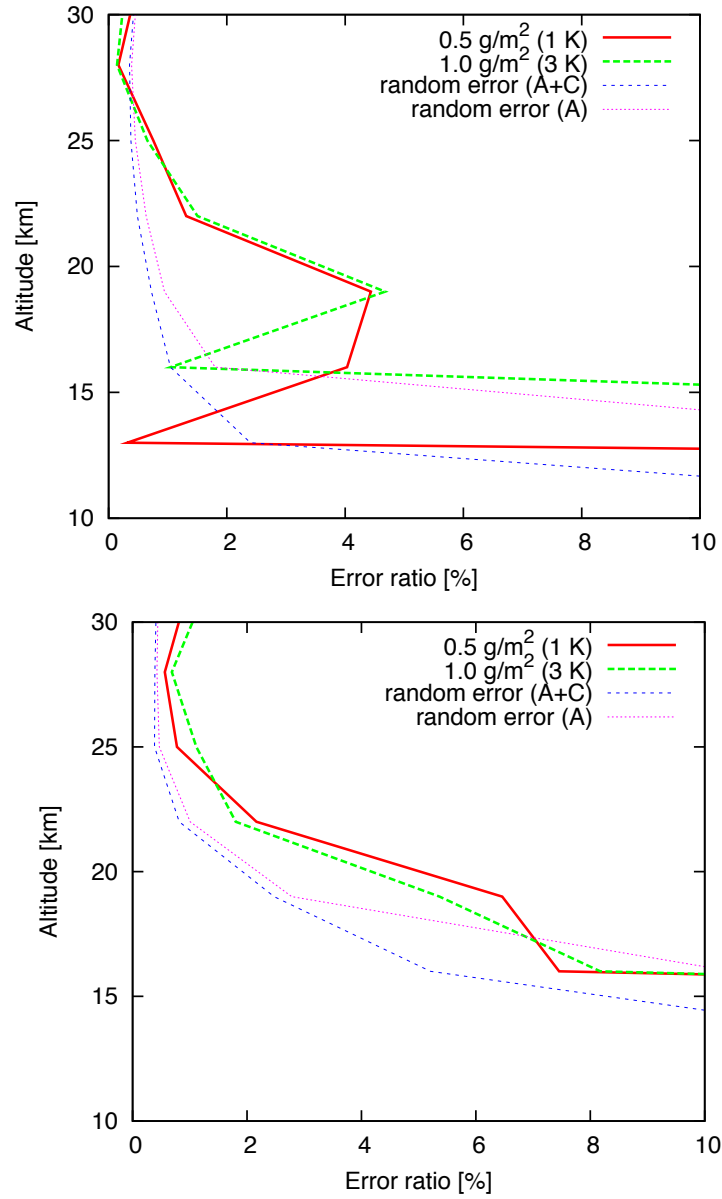 30
25
20
15
10
Altitude [km]
0.5 g/m² (1 K)
1.0 g/m² (3 K)
random error (A+C)
random error (A)
0 2 4 6 8 10
Error ratio [%]
30
25
20
15
10
Altitude [km]
0.5 g/m² (1 K)
1.0 g/m² (3 K)
random error (A+C)
random error (A)
0 2 4 6 8 10
Error ratio [%]